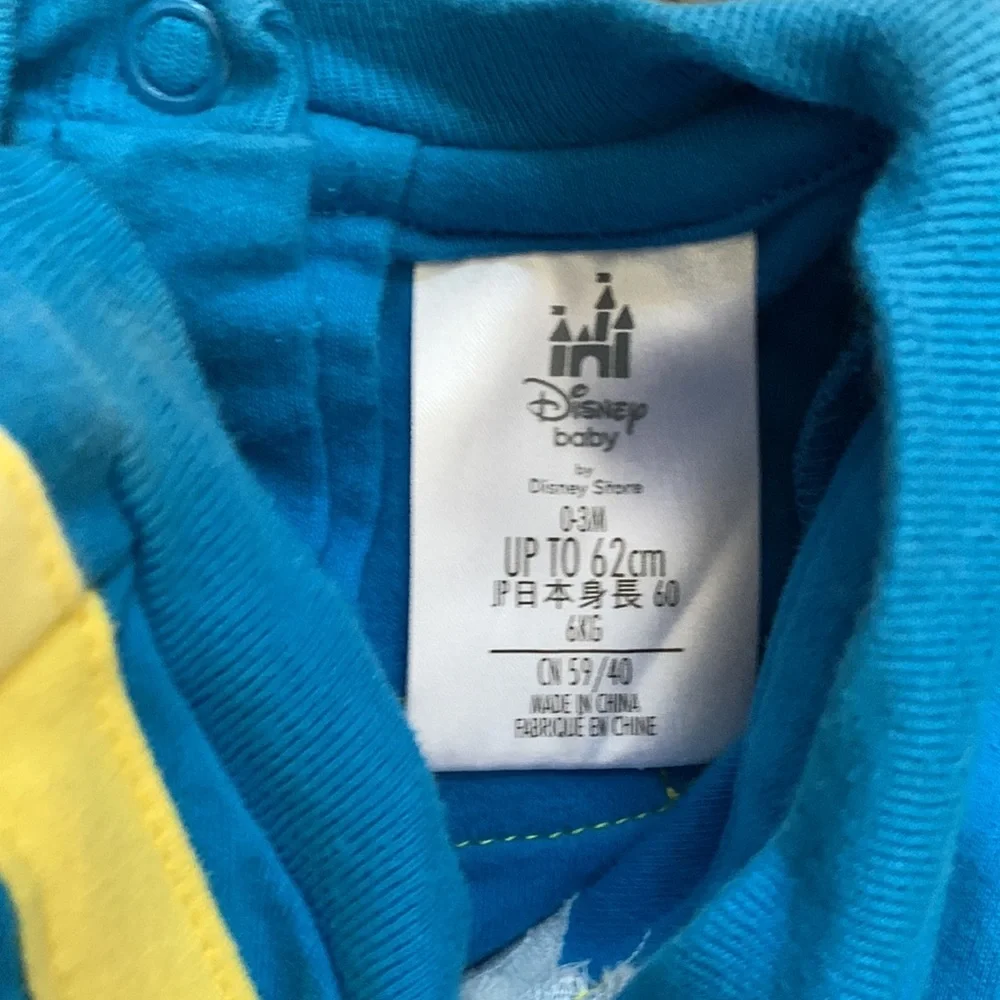 Disney
baby
by
Disney Store
0-3M
UP TO 62cm
JP日本身長 60
6KG
CN 59/40
MADE IN CHINA
FABRIQUE EN CHINE